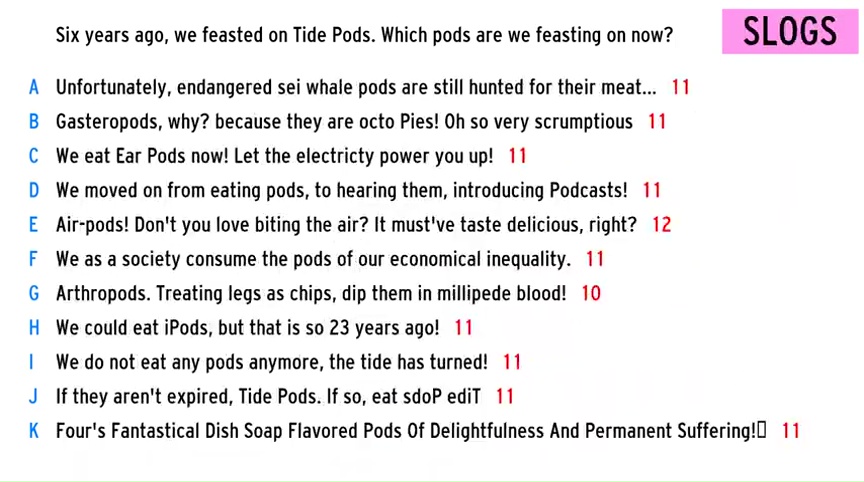 Six years ago, we feasted on Tide Pods. Which pods are we feasting on now?
SLOGS
A Unfortunately, endangered sei whale pods are still hunted for their meat... 11
B Gasteropods, why? because they are octo Pies! Oh so very scrumptious 11
C We eat Ear Pods now! Let the electricty power you up! 11
D We moved on from eating pods, to hearing them, introducing Podcasts! 11
E Air-pods! Don't you love biting the air? It must've taste delicious, right? 12
F We as a society consume the pods of our economical inequality. 11
G Arthropods. Treating legs as chips, dip them in millipede blood! 10
H We could eat iPods, but that is so 23 years ago! 11
I We do not eat any pods anymore, the tide has turned! 11
J If they aren't expired, Tide Pods. If so, eat sdoP ediT 11
K Four's Fantastical Dish Soap Flavored Pods Of Delightfulness And Permanent Suffering! 11